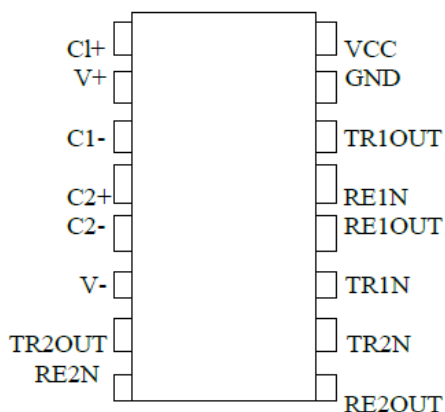 Cl+ VCC
V+ GND
C1- TR1OUT
C2+ RE1N
C2- RE1OUT
V- TR1N
TR2OUT TR2N
RE2N RE2OUT